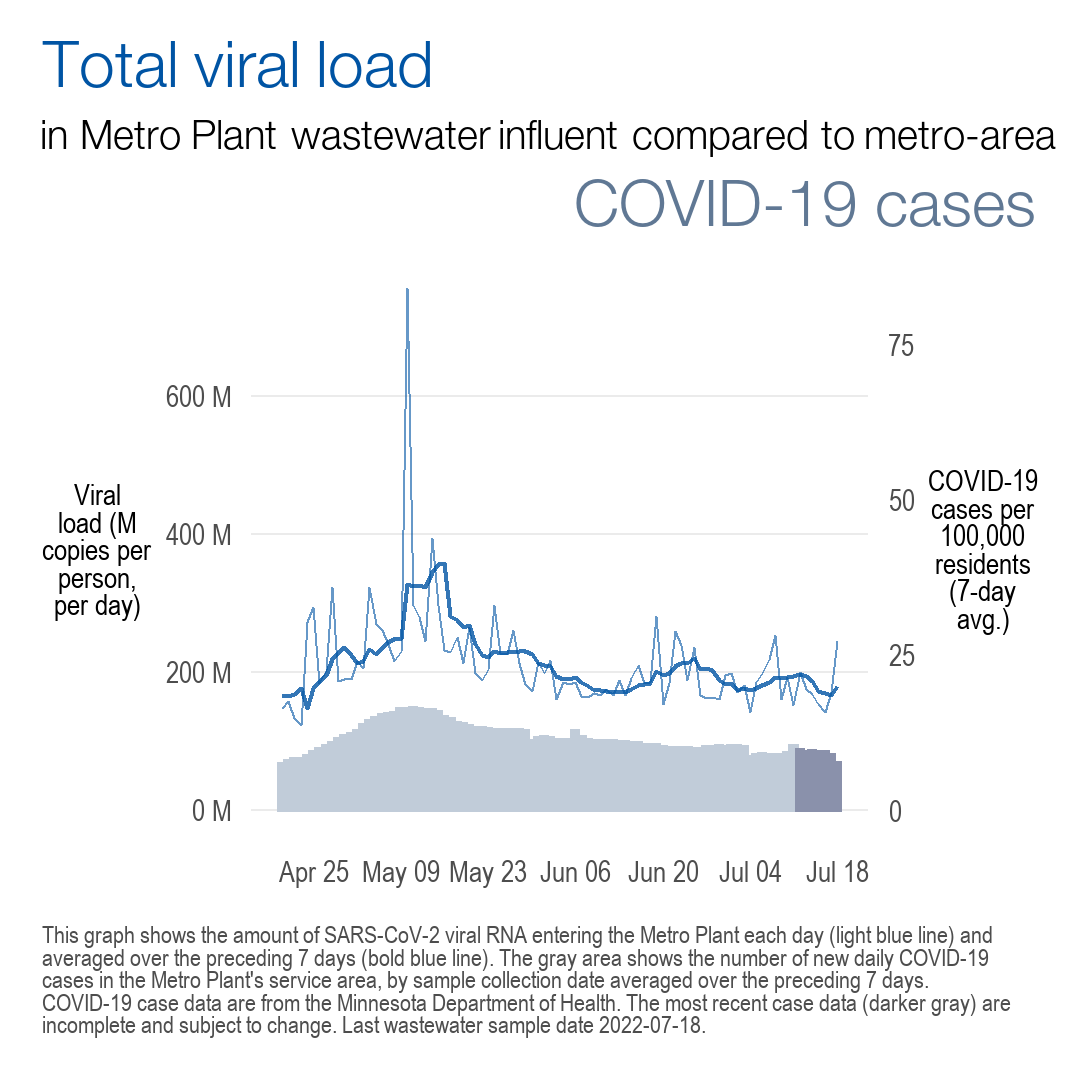 Total viral load
in Metro Plant wastewater influent compared to metro-area
COVID-19 cases
75
600 M
Viral
load (M
copies per
person,
per day)
COVID-19
cases per
100,000
residents
(7-day
avg.)
50
400 M
25
200 M
0 M
0
Apr 25 May 09 May 23 Jun 06 Jun 20 Jul 04 Jul 18
This graph shows the amount of SARS-CoV-2 viral RNA entering the Metro Plant each day (light blue line) and
averaged over the preceding 7 days (bold blue line). The gray area shows the number of new daily COVID-19
cases in the Metro Plant's service area, by sample collection date averaged over the preceding 7 days.
COVID-19 case data are from the Minnesota Department of Health. The most recent case data (darker gray) are
incomplete and subject to change. Last wastewater sample date 2022-07-18.